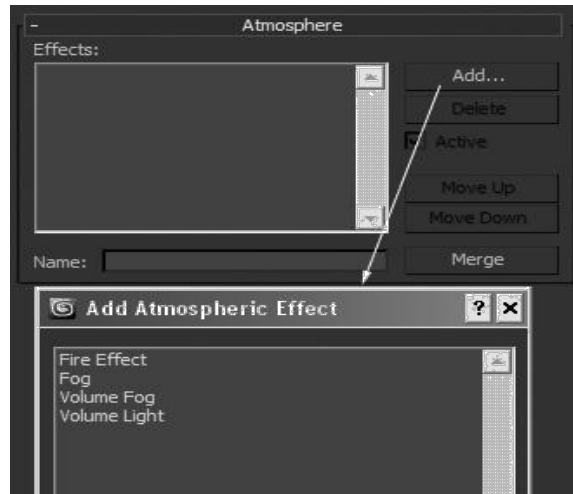 - Atmosphere
Effects:
Add...
Delete
Active
Move Up
Move Down
Name:
Merge
Add Atmospheric Effect ? ×
Fire Effect
Fog
Volume Fog
Volume Light